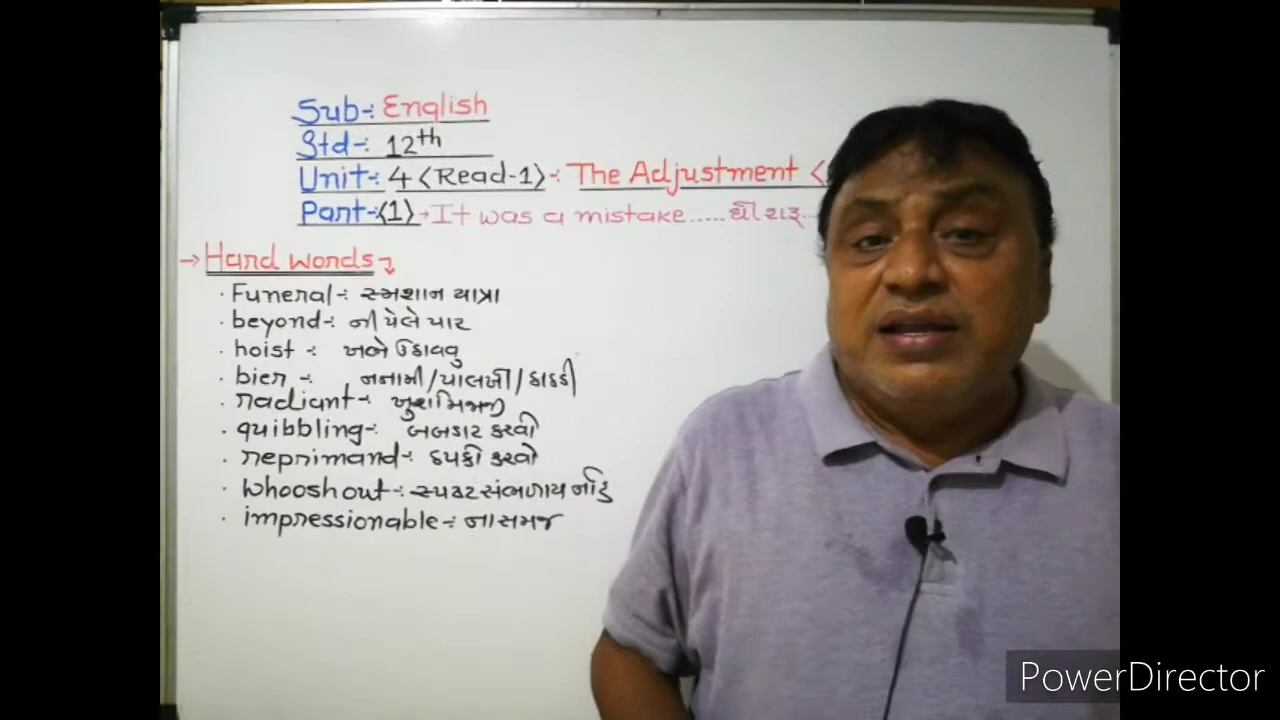 Sub-: English
Std-: 12th
Unit-: 4 <Read-1>-: The Adjustment <
Part-:<1>→It was a mistake.....થી શરૂ
→Hard words
· Funeral-: સ્મશાન યાત્રા
· beyond-: ની પેલે પાર
· hoist -: ખભે ઉઠાવવુ
· bier -: નનામી/પાલખી/ઠાઠડી
· radiant-: ખુશમિજાજી
· quibbling-: બબડાટ કરવી
· reprimand-: ઠપકો કરવો
· Whoosh out-: સ્પષ્ટ સંભળાય નહિ
· impressionable-: નાસમજ
PowerDirector